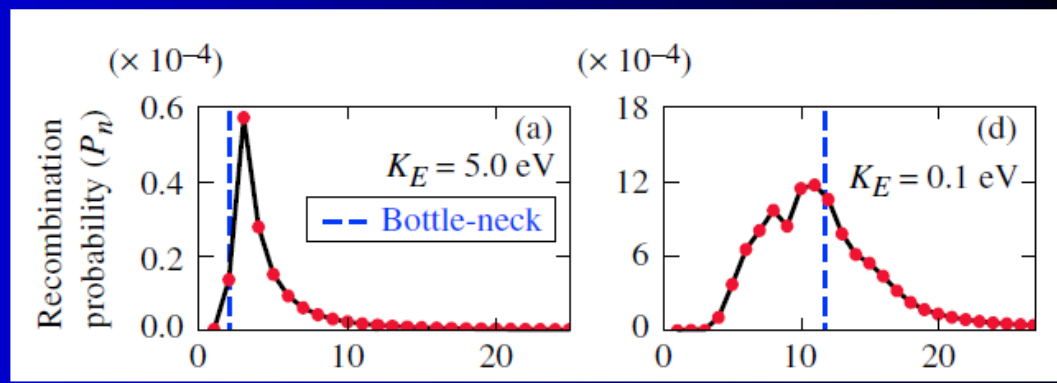 (× 10⁻⁴)
Recombination
probability (Pₙ)
0.6
0.4
0.2
0.0
(a)
K_E = 5.0 eV
Bottle-neck
0 10 20
(× 10⁻⁴)
18
12
6
0
(d)
K_E = 0.1 eV
0 10 20